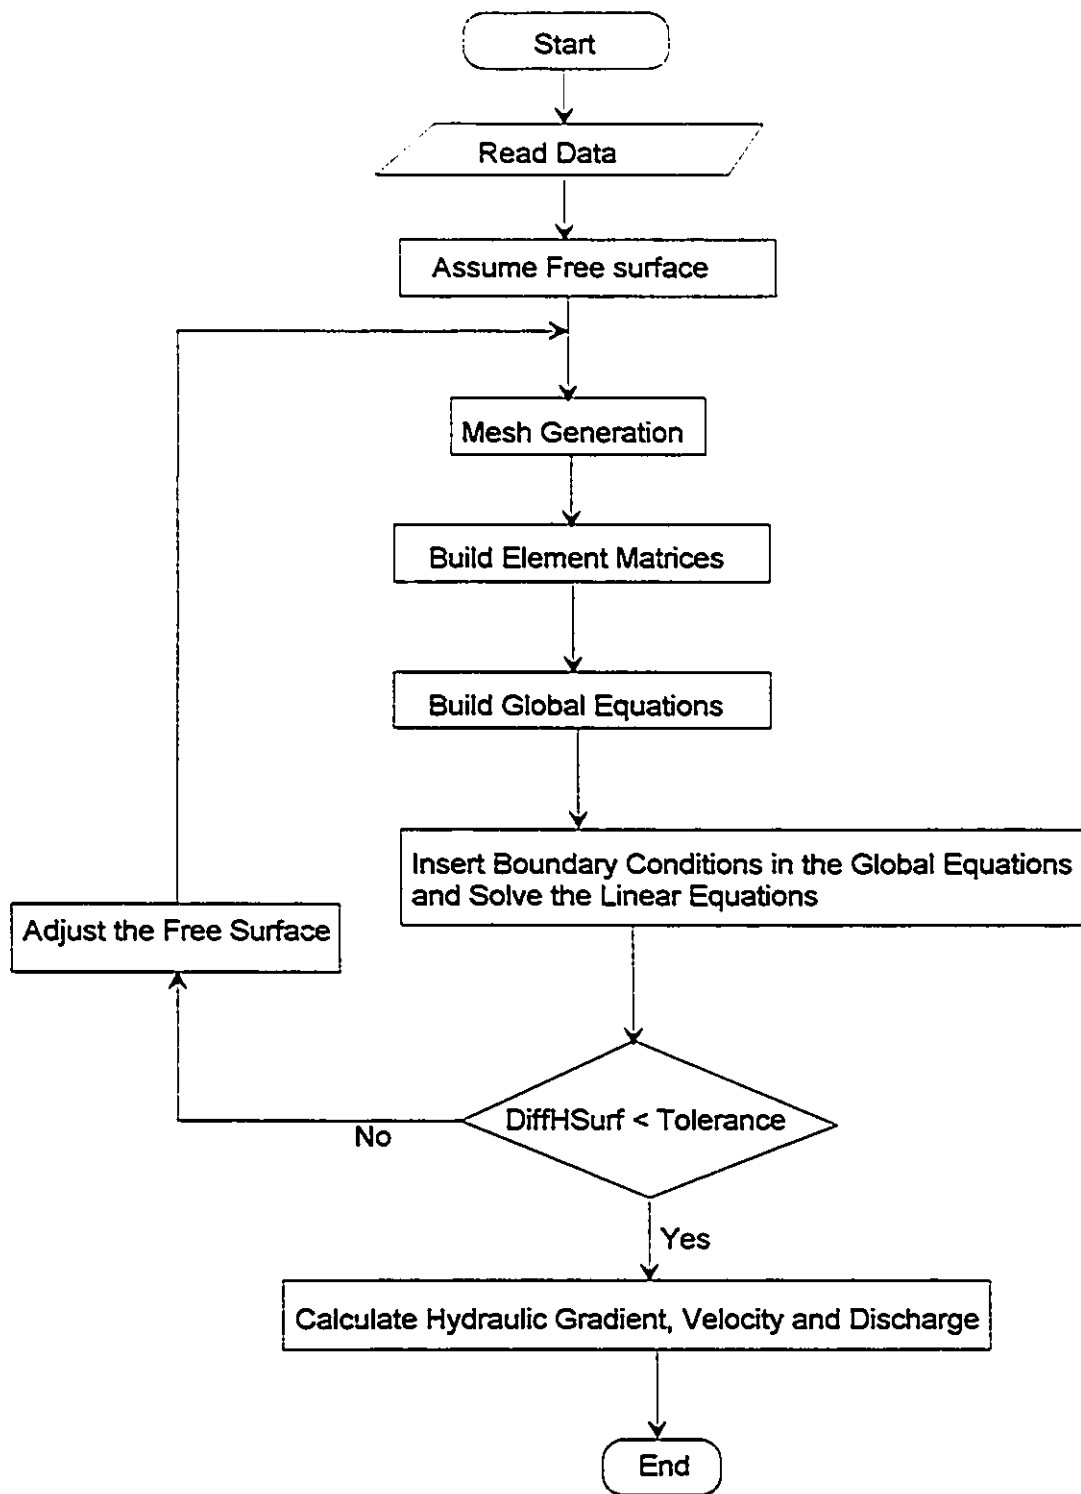 Start
Read Data
Assume Free surface
Mesh Generation
Build Element Matrices
Build Global Equations
Insert Boundary Conditions in the Global Equations
and Solve the Linear Equations
Adjust the Free Surface
DiffHSurf < Tolerance
No
Yes
Calculate Hydraulic Gradient, Velocity and Discharge
End